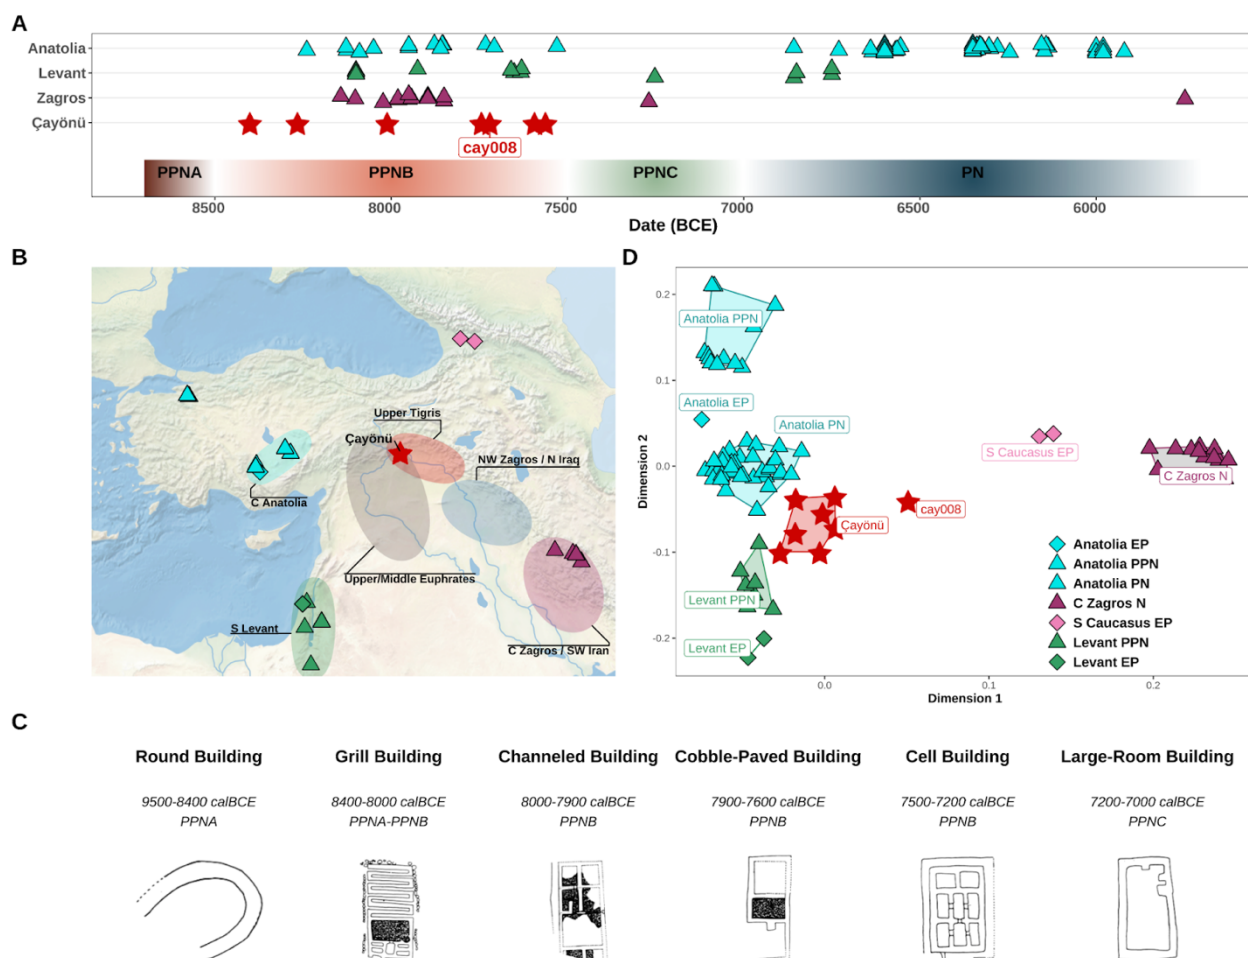 A
Anatolia
Levant
Zagros
Çayönü
cay008
PPNA
PPNB
PPNC
PN
8500
8000
7500
7000
6500
6000
Date (BCE)
B
Upper Tigris
Çayönü
NW Zagros / N Iraq
C Anatolia
Upper/Middle Euphrates
S Levant
C Zagros / SW Iran
D
0.2
0.1
0.0
-0.1
-0.2
Dimension 2
Anatolia PPN
Anatolia EP
Anatolia PN
S Caucasus EP
C Zagros N
cay008
Çayönü
Levant PPN
Levant EP
Anatolia EP
Anatolia PPN
Anatolia PN
C Zagros N
S Caucasus EP
Levant PPN
Levant EP
0.0
0.1
0.2
Dimension 1
C
Round Building
9500-8400 calBCE
PPNA
Grill Building
8400-8000 calBCE
PPNA-PPNB
Channeled Building
8000-7900 calBCE
PPNB
Cobble-Paved Building
7900-7600 calBCE
PPNB
Cell Building
7500-7200 calBCE
PPNB
Large-Room Building
7200-7000 calBCE
PPNC